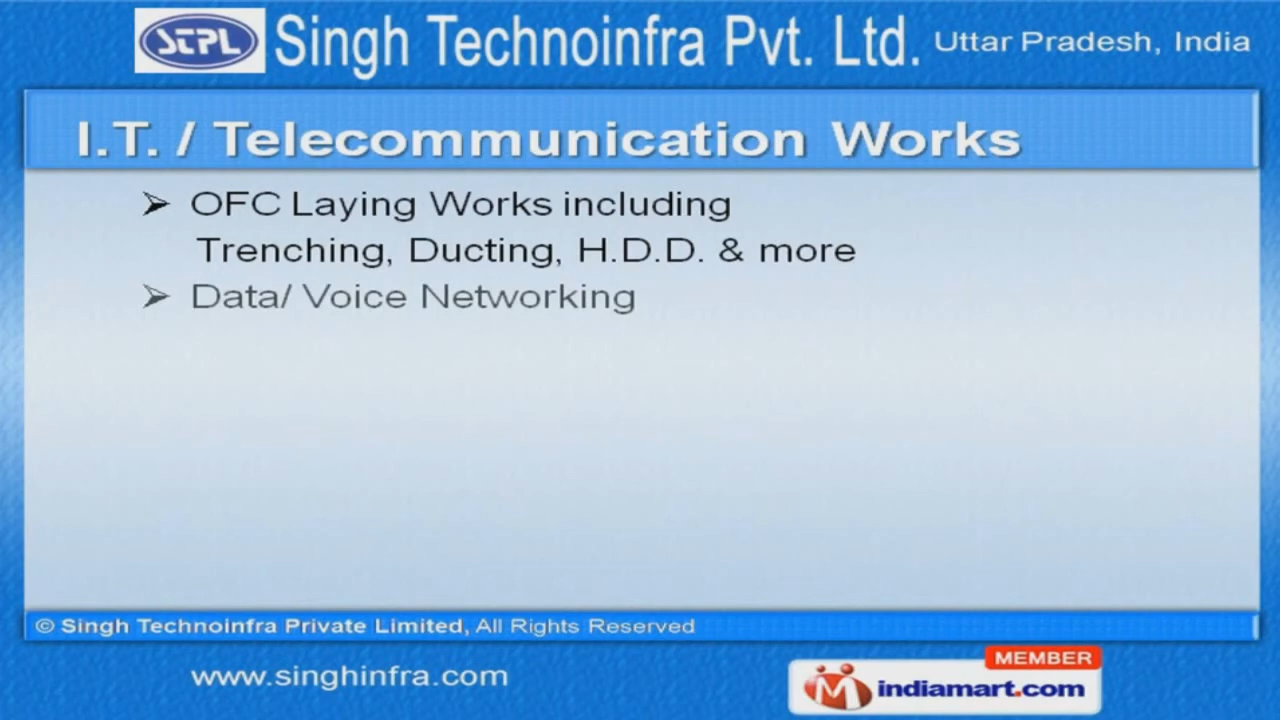 STPL Singh Technoinfra Pvt. Ltd. Uttar Pradesh, India
I.T. / Telecommunication Works
➢ OFC Laying Works including
Trenching, Ducting, H.D.D. & more
➢ Data/ Voice Networking
© Singh Technoinfra Private Limited, All Rights Reserved
www.singhinfra.com
MEMBER
indiamart.com